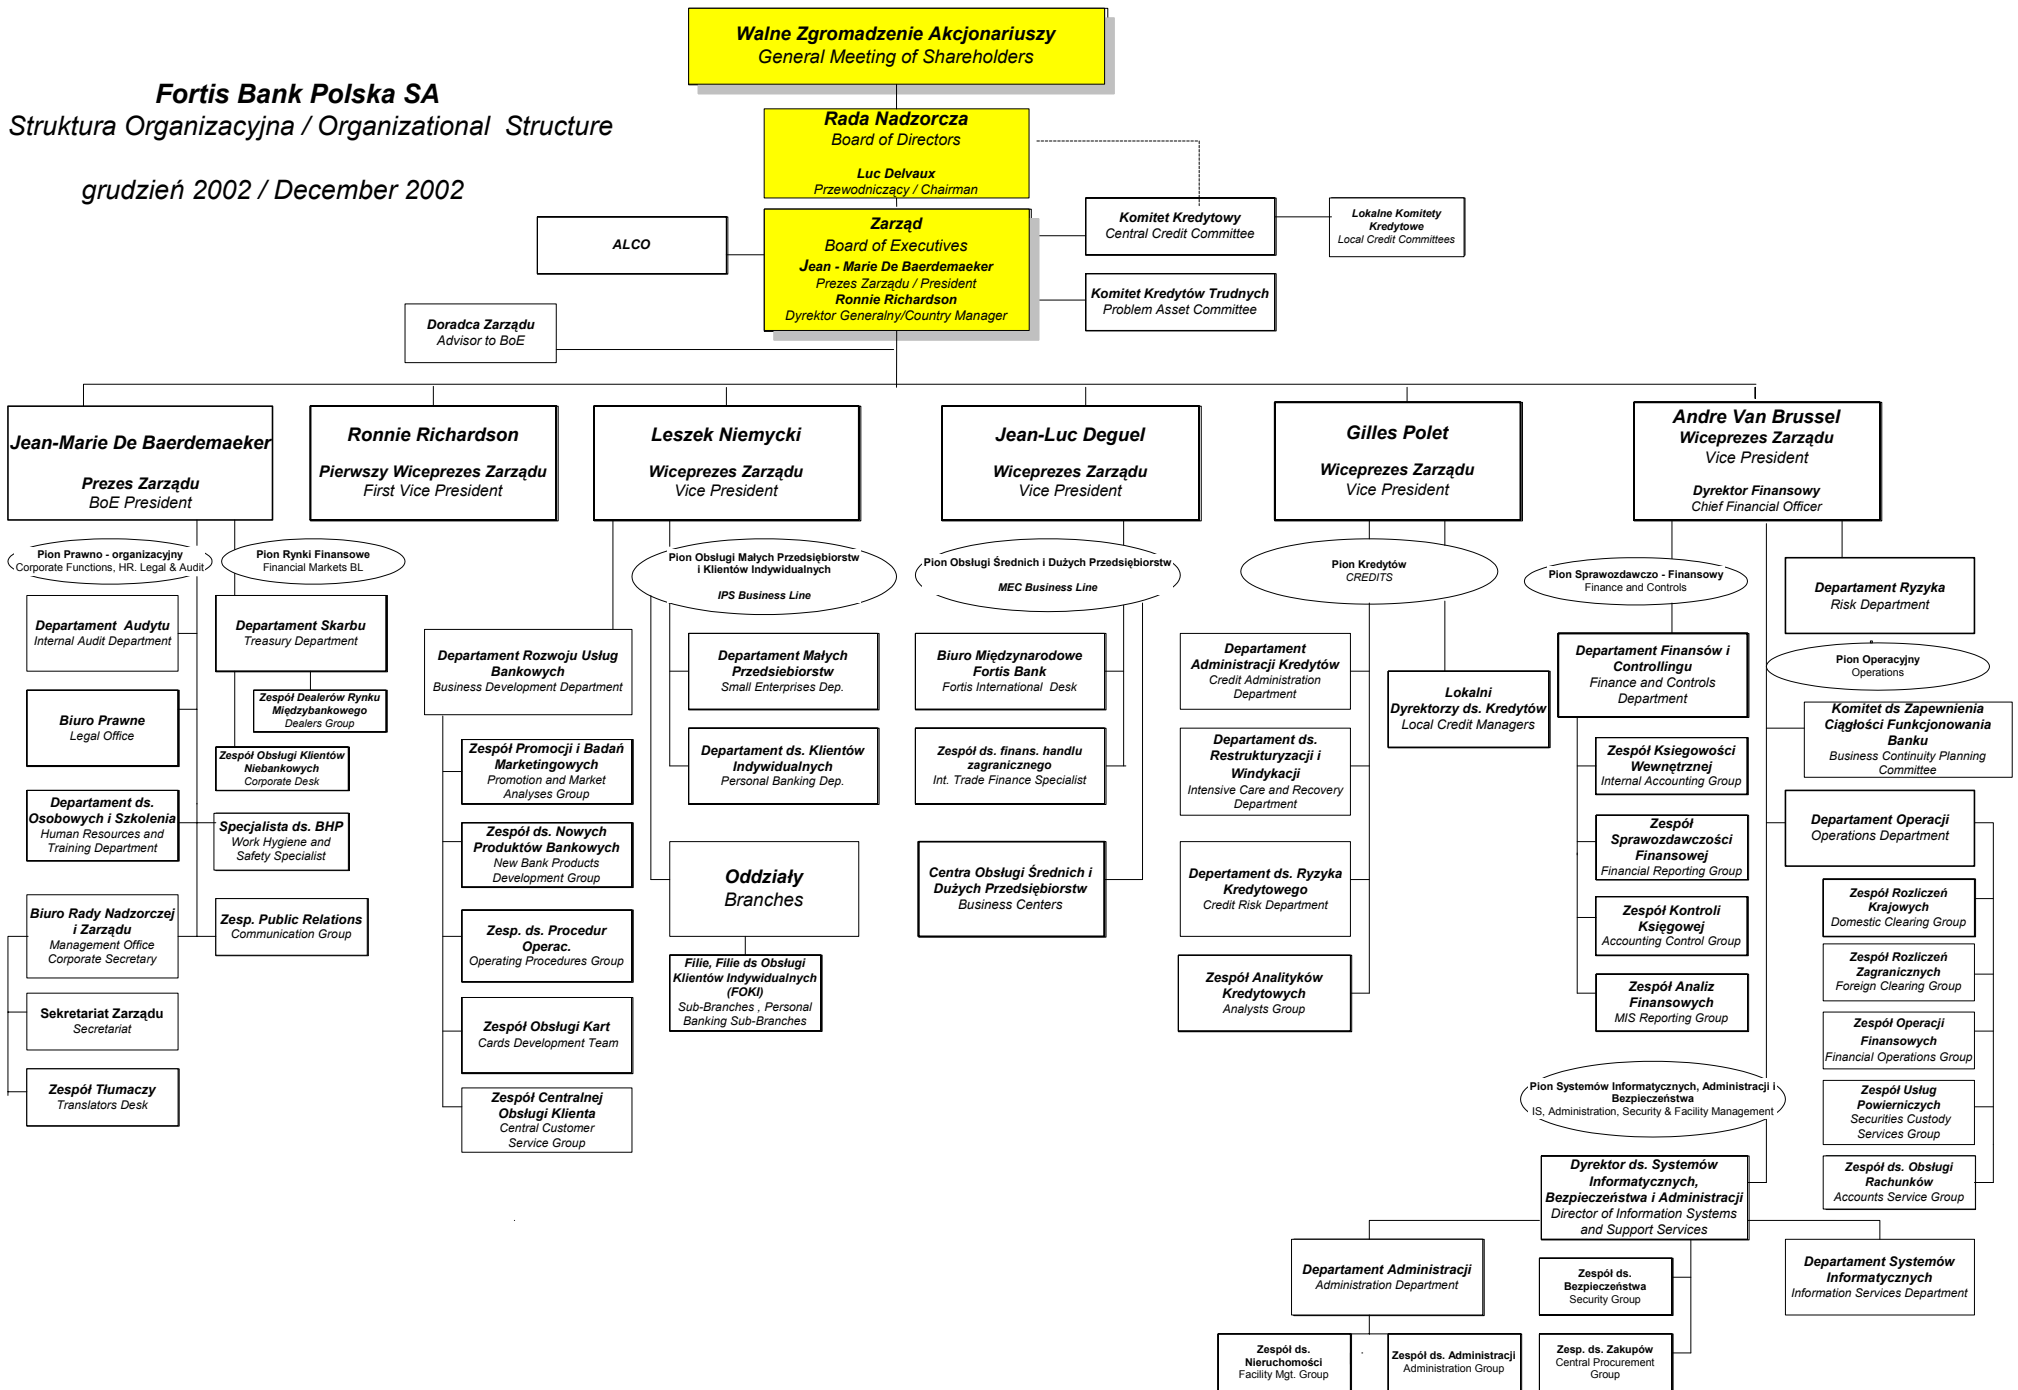 Walne Zgromadzenie Akcjonariuszy
General Meeting of Shareholders
Fortis Bank Polska SA
Struktura Organizacyjna / Organizational Structure
grudzień 2002 / December 2002
Rada Nadzorcza
Board of Directors
Luc Delvaux
Przewodniczący / Chairman
Zarząd
Board of Executives
Jean - Marie De Baerdemaeker
Prezes Zarządu / President
Ronnie Richardson
Dyrektor Generalny/Country Manager
ALCO
Komitet Kredytowy
Central Credit Committee
Lokalne Komitety
Kredytowe
Local Credit Committees
Komitet Kredytów Trudnych
Problem Asset Committee
Doradca Zarządu
Advisor to BoE
Jean-Marie De Baerdemaeker
Prezes Zarządu
BoE President
Ronnie Richardson
Pierwszy Wiceprezes Zarządu
First Vice President
Leszek Niemycki
Wiceprezes Zarządu
Vice President
Jean-Luc Deguel
Wiceprezes Zarządu
Vice President
Gilles Polet
Wiceprezes Zarządu
Vice President
Andre Van Brussel
Wiceprezes Zarządu
Vice President
Dyrektor Finansowy
Chief Financial Officer
Pion Prawno - organizacyjny
Corporate Functions, HR. Legal & Audit
Pion Rynki Finansowe
Financial Markets BL
Pion Obsługi Małych Przedsiębiorstw
i Klientów Indywidualnych
IPS Business Line
Pion Obsługi Średnich i Dużych Przedsiębiorstw
MEC Business Line
Pion Kredytów
CREDITS
Pion Sprawozdawczo - Finansowy
Finance and Controls
Departament Ryzyka
Risk Department
Pion Operacyjny
Operations
Departament Audytu
Internal Audit Department
Biuro Prawne
Legal Office
Departament ds.
Osobowych i Szkolenia
Human Resources and
Training Department
Biuro Rady Nadzorczej
i Zarządu
Management Office
Corporate Secretary
Sekretariat Zarządu
Secretariat
Zespół Tłumaczy
Translators Desk
Departament Skarbu
Treasury Department
Zespół Dealerów Rynku
Międzybankowego
Dealers Group
Zespół Obsługi Klientów
Niebankowych
Corporate Desk
Specjalista ds. BHP
Work Hygiene and
Safety Specialist
Zesp. Public Relations
Communication Group
Departament Rozwoju Usług
Bankowych
Business Development Department
Zespół Promocji i Badań
Marketingowych
Promotion and Market
Analyses Group
Zespół ds. Nowych
Produktów Bankowych
New Bank Products
Development Group
Zesp. ds. Procedur
Operac.
Operating Procedures Group
Zespół Obsługi Kart
Cards Development Team
Zespół Centralnej
Obsługi Klienta
Central Customer
Service Group
Departament Małych
Przedsiebiorstw
Small Enterprises Dep.
Departament ds. Klientów
Indywidualnych
Personal Banking Dep.
Oddziały
Branches
Filie, Filie ds Obsługi
Klientów Indywidualnych
(FOKI)
Sub-Branches , Personal
Banking Sub-Branches
Biuro Międzynarodowe
Fortis Bank
Fortis International Desk
Zespół ds. finans. handlu
zagranicznego
Int. Trade Finance Specialist
Centra Obsługi Średnich i
Dużych Przedsiębiorstw
Business Centers
Departament
Administracji Kredytów
Credit Administration
Department
Departament ds.
Restrukturyzacji i
Windykacji
Intensive Care and Recovery
Department
Depertament ds. Ryzyka
Kredytowego
Credit Risk Department
Zespół Analityków
Kredytowych
Analysts Group
Lokalni
Dyrektorzy ds. Kredytów
Local Credit Managers
Departament Finansów i
Controllingu
Finance and Controls
Department
Zespół Ksiegowości
Wewnętrznej
Internal Accounting Group
Zespół
Sprawozdawczości
Finansowej
Financial Reporting Group
Zespół Kontroli
Księgowej
Accounting Control Group
Zespół Analiz
Finansowych
MIS Reporting Group
Komitet ds Zapewnienia
Ciągłości Funkcjonowania
Banku
Business Continuity Planning
Committee
Departament Operacji
Operations Department
Zespół Rozliczeń
Krajowych
Domestic Clearing Group
Zespół Rozliczeń
Zagranicznych
Foreign Clearing Group
Zespół Operacji
Finansowych
Financial Operations Group
Zespół Usług
Powierniczych
Securities Custody
Services Group
Zespół ds. Obsługi
Rachunków
Accounts Service Group
Pion Systemów Informatycznych, Administracji i
Bezpieczeństwa
IS, Administration, Security & Facility Management
Dyrektor ds. Systemów
Informatycznych,
Bezpieczeństwa i Administracji
Director of Information Systems
and Support Services
Departament Administracji
Administration Department
Zespół ds.
Bezpieczeństwa
Security Group
Departament Systemów
Informatycznych
Information Services Department
Zespół ds.
Nieruchomości
Facility Mgt. Group
Zespół ds. Administracji
Administration Group
Zesp. ds. Zakupów
Central Procurement
Group